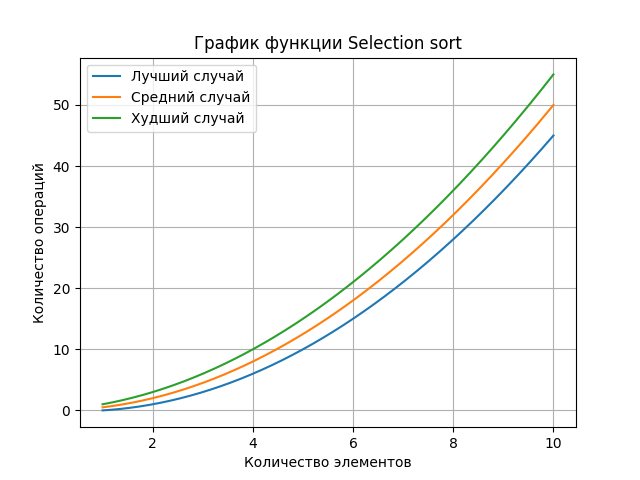 График функции Selection sort
Лучший случай
Средний случай
Худший случай
Количество операций
50
40
30
20
10
0
2
4
6
8
10
Количество элементов